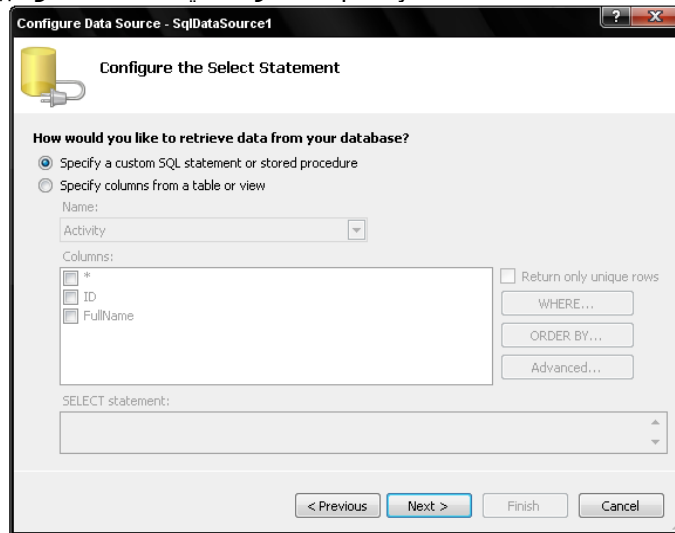 Configure Data Source - SqlDataSource1
Configure the Select Statement
How would you like to retrieve data from your database?
Specify a custom SQL statement or stored procedure
Specify columns from a table or view
Name:
Activity
Columns:
*
Return only unique rows
ID
WHERE...
FullName
ORDER BY...
Advanced...
SELECT statement:
< Previous Next > Finish Cancel